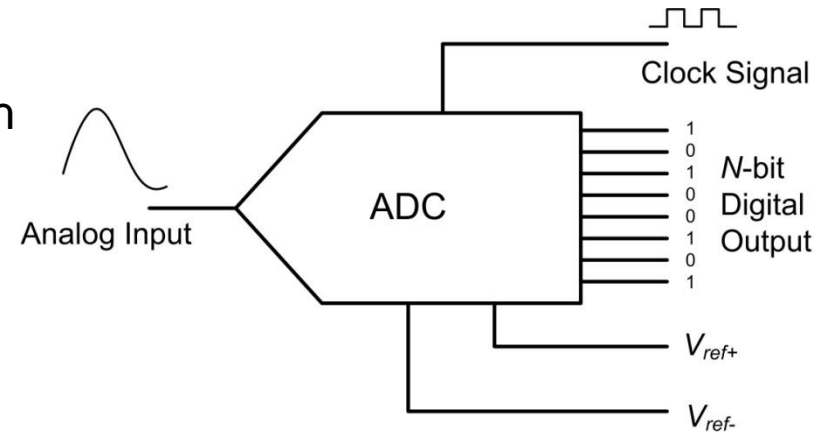 Clock Signal
n
1
0
1
0
0
1
0
1
N-bit
Digital
Output
ADC
Analog Input
Vref+
Vref-